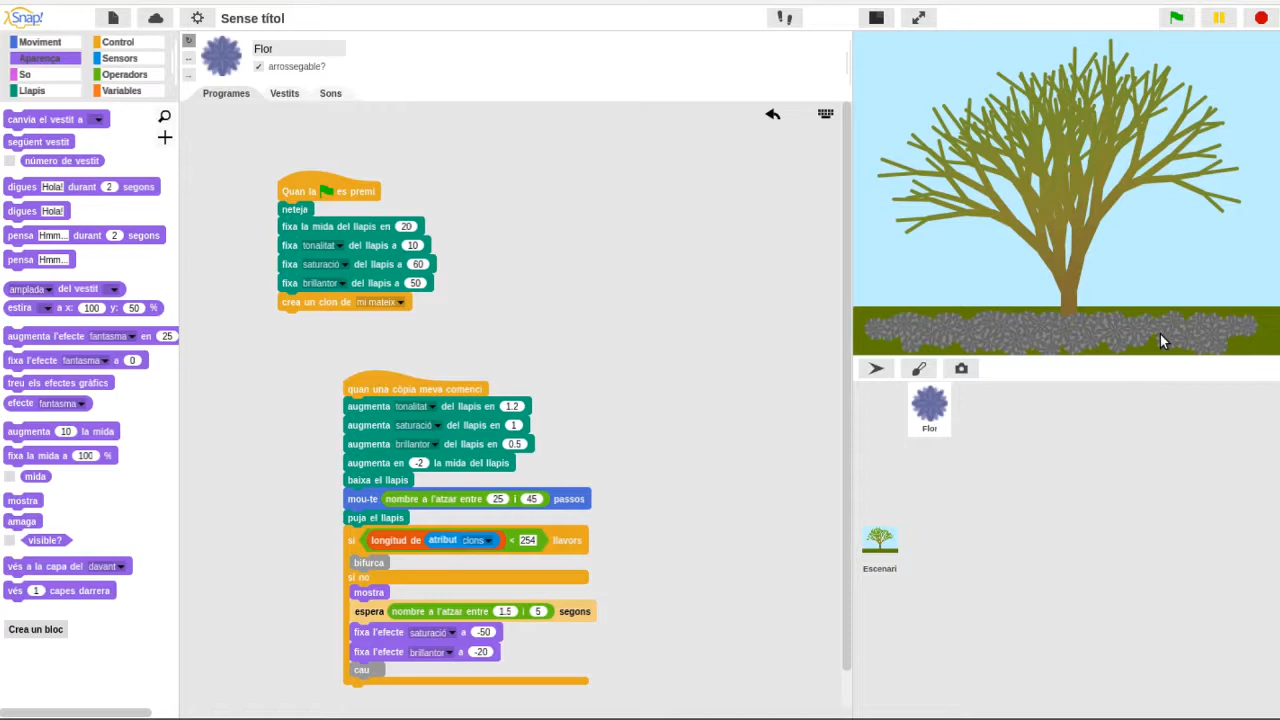 Snap!
Sense títol
Moviment
Control
Aparença
Sensors
So
Operadors
Llapis
Variables
canvia el vestit a
següent vestit
número de vestit
digues Hola! durant 2 segons
digues Hola!
pensa Hmm... durant 2 segons
pensa Hmm...
amplada del vestit
estira a x: 100 y: 50 %
augmenta l'efecte fantasma en 25
fixa l'efecte fantasma a 0
treu els efectes gràfics
efecte fantasma
augmenta 10 la mida
fixa la mida a 100 %
mida
mostra
amaga
visible?
vés a la capa del davant
vés 1 capes darrera
Crea un bloc
Flor
arrossegable?
Programes
Vestits
Sons
Quan la es premi
neteja
fixa la mida del llapis en 20
fixa tonalitat del llapis a 10
fixa saturació del llapis a 60
fixa brillantor del llapis a 50
crea un clon de mi mateix
quan una còpia meva comenci
augmenta tonalitat del llapis en 1.2
augmenta saturació del llapis en 1
augmenta brillantor del llapis en 0.5
augmenta en -2 la mida del llapis
baixa el llapis
mou-te nombre a l'atzar entre 25 i 45 passos
puja el llapis
si longitud de atribut clons < 254 llavors
bifurca
si no
mostra
espera nombre a l'atzar entre 1.5 i 5 segons
fixa l'efecte saturació a -50
fixa l'efecte brillantor a -20
cau
Flor
Escenari